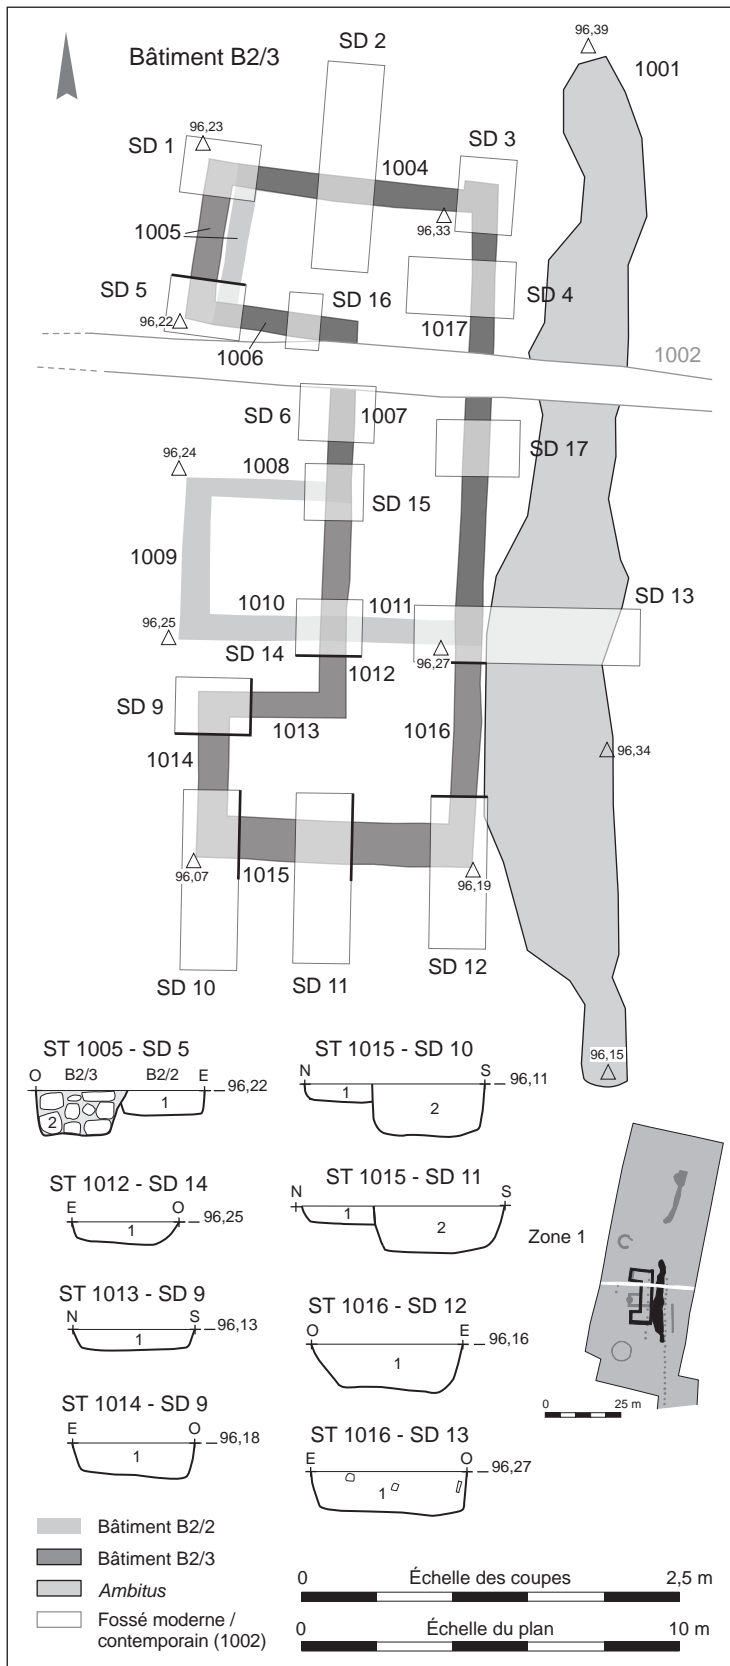 96,39
SD 2
Bâtiment B2/3
1001
96,23
SD 1
SD 3
1004
1005
96,33
SD 5
SD 16
SD 4
96,22
1017
1006
1002
SD 6
1007
96,24
SD 17
1008
SD 15
1009
1010
1011
SD 13
96,25
SD 14
96,27
1012
SD 9
1013
1016
1014
96,34
96,07
1015
96,19
SD 12
SD 10
SD 11
96,15
ST 1005 - SD 5
O B2/3 B2/2 E
96,22
1
2
ST 1015 - SD 10
N S
96,11
1
2
ST 1012 - SD 14
E O
96,25
1
ST 1015 - SD 11
N S
1
2
Zone 1
ST 1013 - SD 9
N S
96,13
1
ST 1016 - SD 12
O E
96,16
1
ST 1014 - SD 9
E O
96,18
1
ST 1016 - SD 13
E O
96,27
1
0 25 m
Bâtiment B2/2
Bâtiment B2/3
Ambitus
Fossé moderne /
contemporain (1002)
0 Échelle des coupes 2,5 m
0 Échelle du plan 10 m